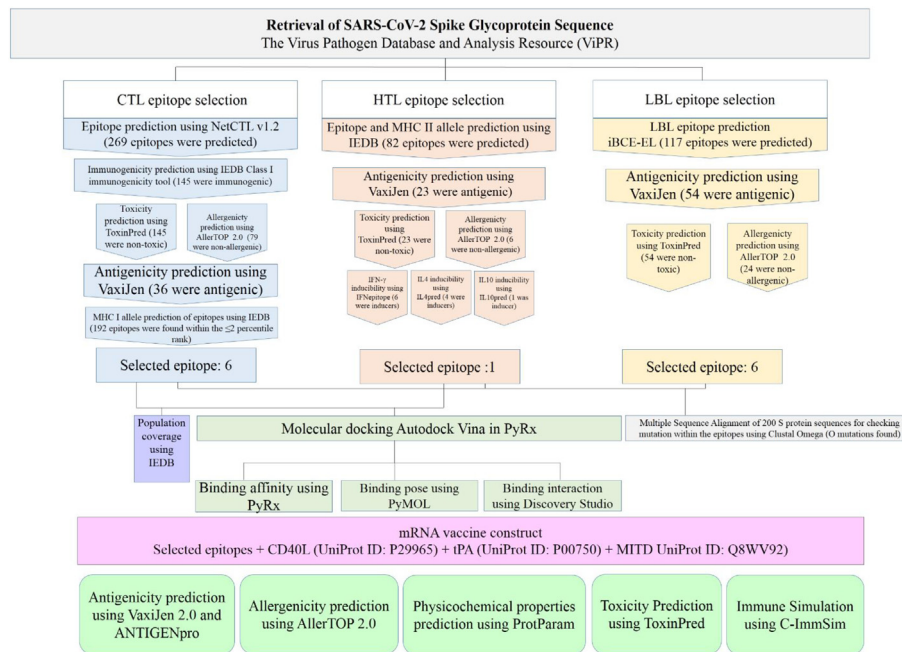 Retrieval of SARS-CoV-2 Spike Glycoprotein Sequence
The Virus Pathogen Database and Analysis Resource (ViPR)
CTL epitope selection
Epitope prediction using NetCTL v1.2
(269 epitopes were predicted)
Immunogenicity prediction using IEDB Class I
immunogenicity tool (145 were immunogenic)
Toxicity
prediction using
ToxinPred (145
were non-toxic)
Allergenicity
prediction using
AllerTOP 2.0 (79
were non-allergenic)
Antigenicity prediction using
VaxiJen (36 were antigenic)
MHC I allele prediction of epitopes using IEDB
(192 epitopes were found within the ≤2 percentile
rank)
Selected epitope: 6
HTL epitope selection
Epitope and MHC II allele prediction using
IEDB (82 epitopes were predicted)
Antigenicity prediction using
VaxiJen (23 were antigenic)
Toxicity prediction
using
ToxinPred (23 were
non-toxic)
Allergenicity
prediction using
AllerTOP 2.0 (6
were non-allergenic)
IFN-γ
inducibility using
IFNepitope (6
were inducers)
IL4 inducibility
using
IL4pred (4 were
inducers)
IL10 inducibility
using
IL10pred (1 was
inducer)
Selected epitope :1
LBL epitope selection
LBL epitope prediction
iBCE-EL (117 epitopes were predicted)
Antigenicity prediction using
VaxiJen (54 were antigenic)
Toxicity prediction
using ToxinPred
(54 were non-
toxic)
Allergenicity
prediction using
AllerTOP 2.0
(24 were non-
allergenic)
Selected epitope: 6
Population
coverage
using
IEDB
Molecular docking Autodock Vina in PyRx
Multiple Sequence Alignment of 200 S protein sequences for checking
mutation within the epitopes using Clustal Omega (O mutations found)
Binding affinity using
PyRx
Binding pose using
PyMOL
Binding interaction
using Discovery Studio
mRNA vaccine construct
Selected epitopes + CD40L (UniProt ID: P29965) + tPA (UniProt ID: P00750) + MITD UniProt ID: Q8WV92)
Antigenicity prediction
using VaxiJen 2.0 and
ANTIGENpro
Allergenicity prediction
using AllerTOP 2.0
Physicochemical properties
prediction using ProtParam
Toxicity Prediction
using ToxinPred
Immune Simulation
using C-ImmSim